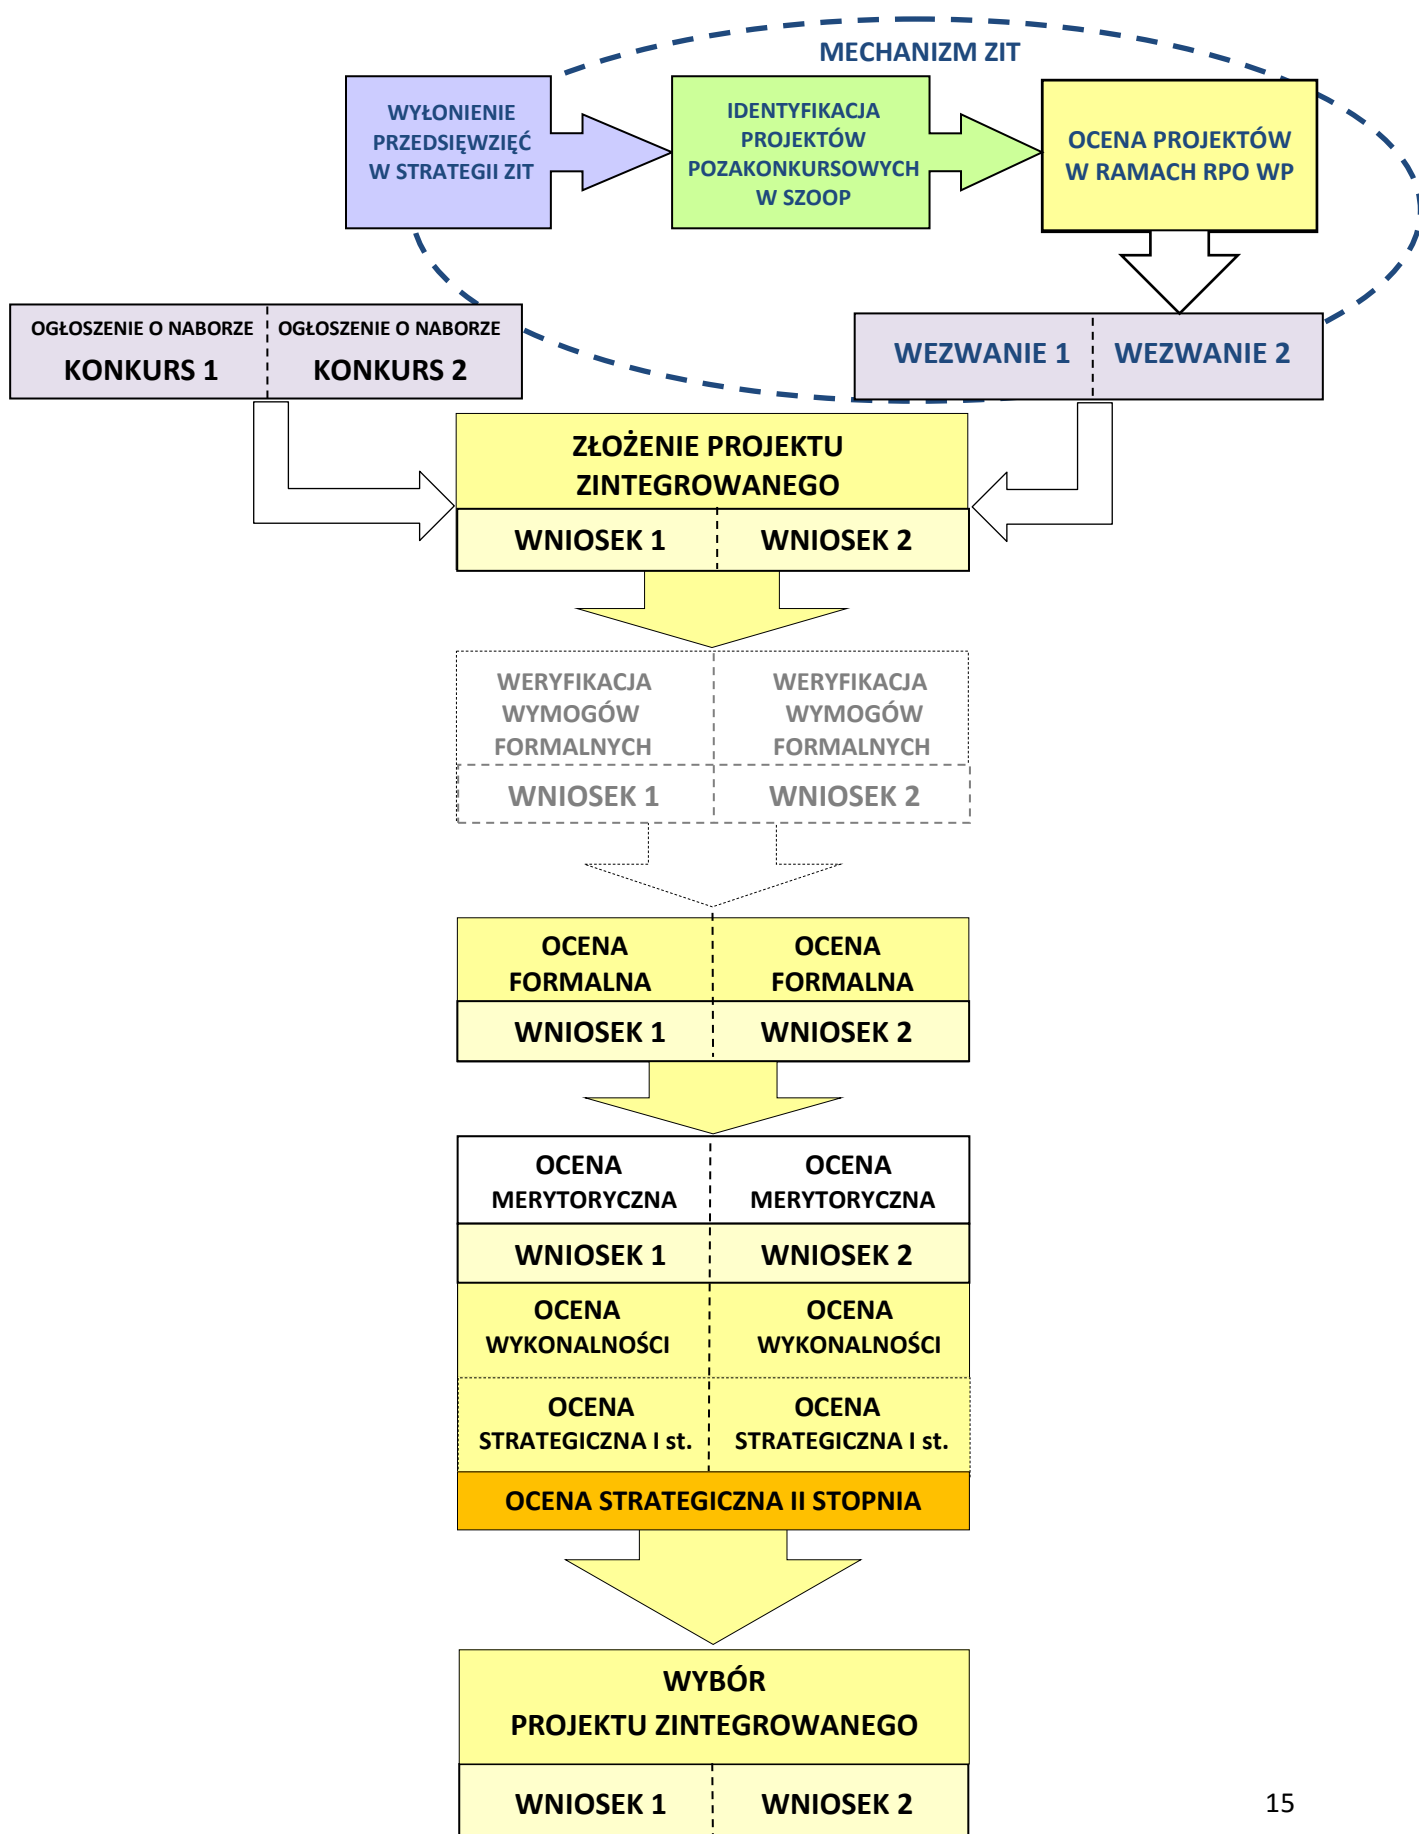 MECHANIZM ZIT
WYŁONIENIE
PRZEDSIĘWZIĘĆ
W STRATEGII ZIT
IDENTYFIKACJA
PROJEKTÓW
POZAKONKURSOWYCH
W SZOOP
OCENA PROJEKTÓW
W RAMACH RPO WP
OGŁOSZENIE O NABORZE
KONKURS 1
OGŁOSZENIE O NABORZE
KONKURS 2
WEZWANIE 1
WEZWANIE 2
ZŁOŻENIE PROJEKTU
ZINTEGROWANEGO
WNIOSEK 1
WNIOSEK 2
WERYFIKACJA
WYMOGÓW
FORMALNYCH
WERYFIKACJA
WYMOGÓW
FORMALNYCH
WNIOSEK 1
WNIOSEK 2
OCENA
FORMALNA
OCENA
FORMALNA
WNIOSEK 1
WNIOSEK 2
OCENA
MERYTORYCZNA
OCENA
MERYTORYCZNA
WNIOSEK 1
WNIOSEK 2
OCENA
WYKONALNOŚCI
OCENA
WYKONALNOŚCI
OCENA
STRATEGICZNA I st.
OCENA
STRATEGICZNA I st.
OCENA STRATEGICZNA II STOPNIA
WYBÓR
PROJEKTU ZINTEGROWANEGO
WNIOSEK 1
WNIOSEK 2
15